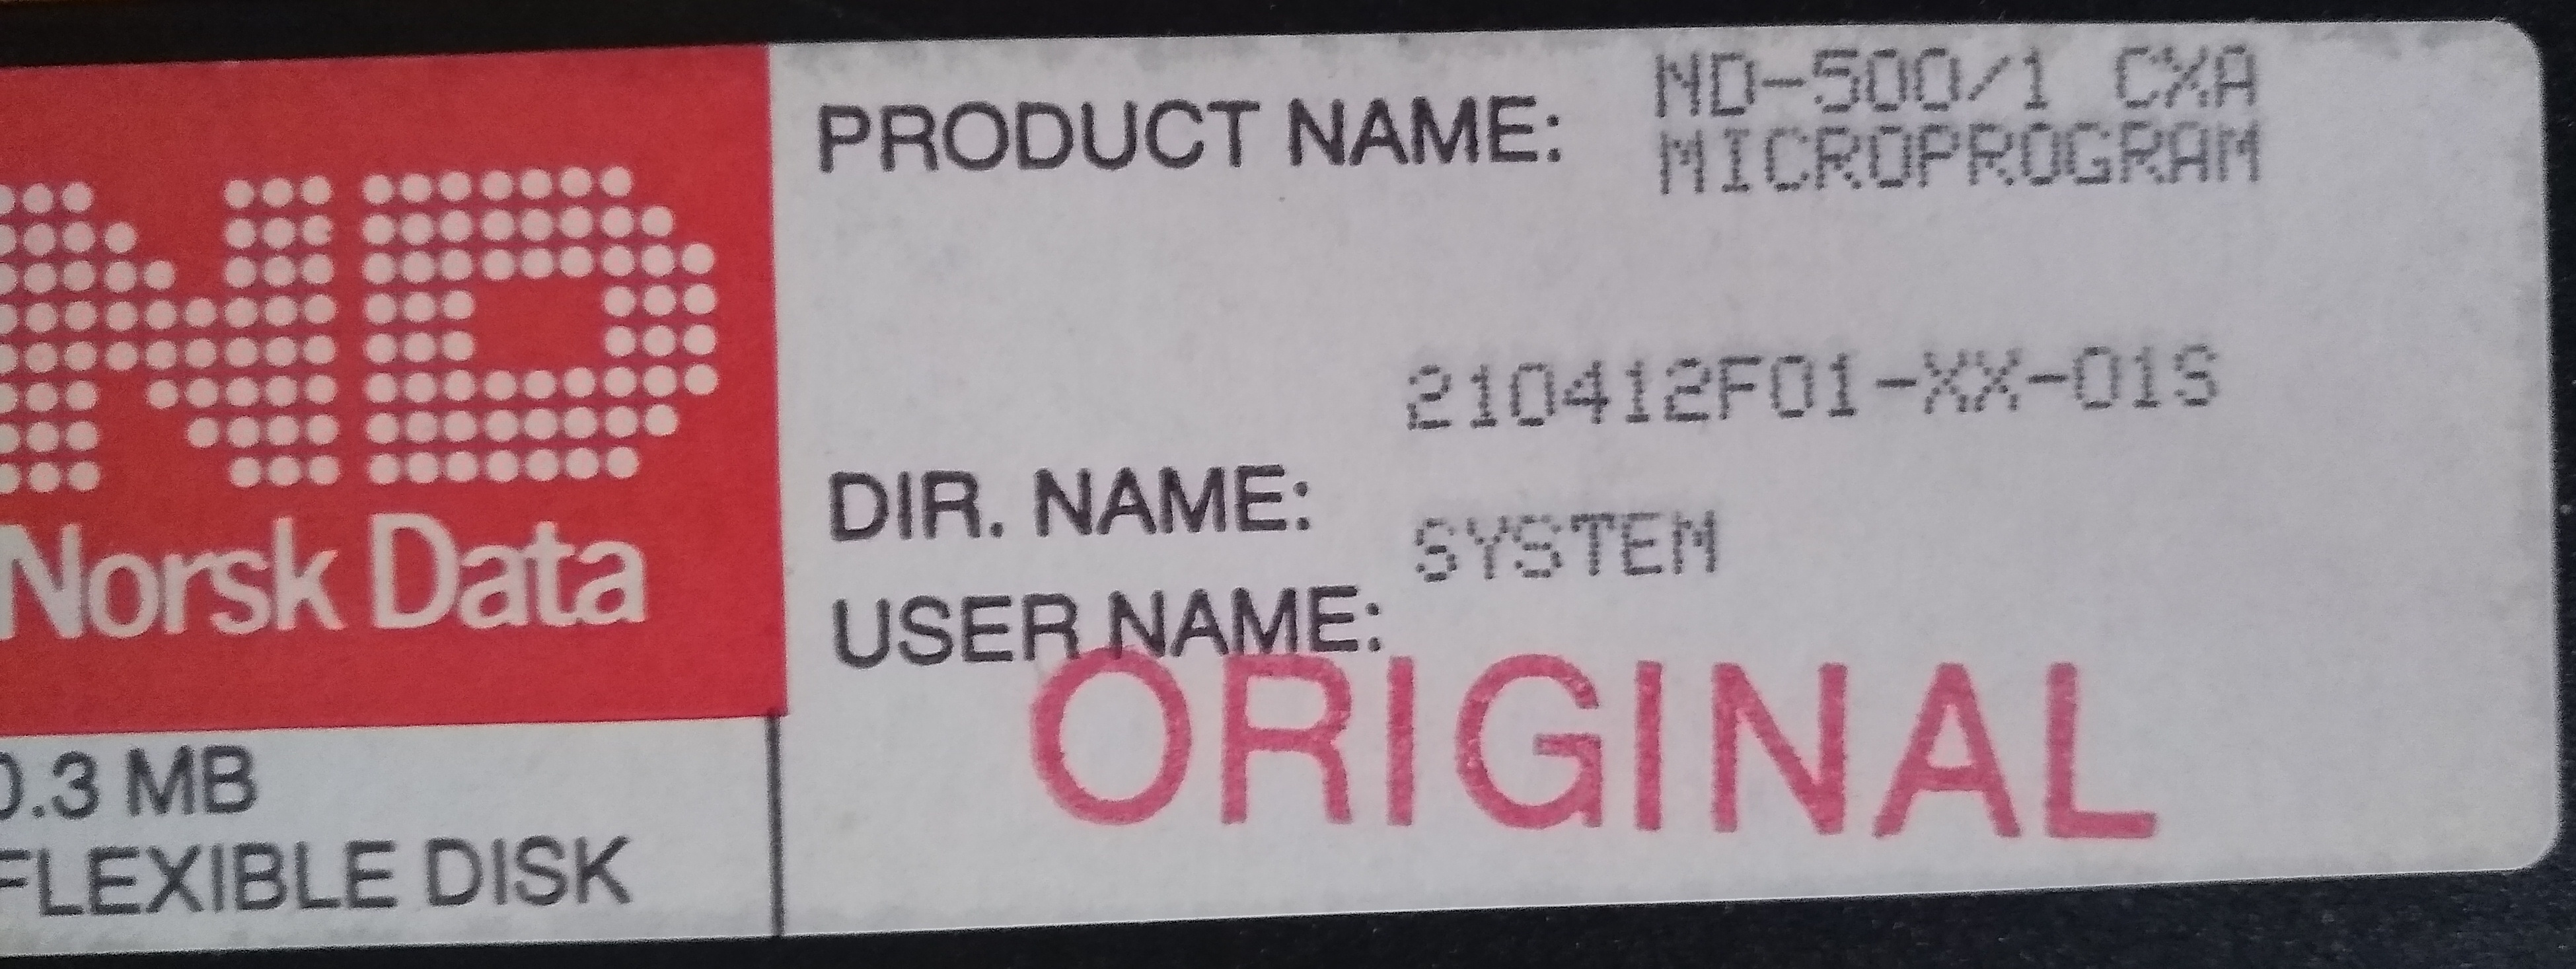 ND
Norsk Data
0.3 MB
FLEXIBLE DISK
PRODUCT NAME: ND-500/1 CXA
MICROPROGRAM
210412F01-XX-01S
DIR. NAME:
SYSTEM
USER NAME:
ORIGINAL